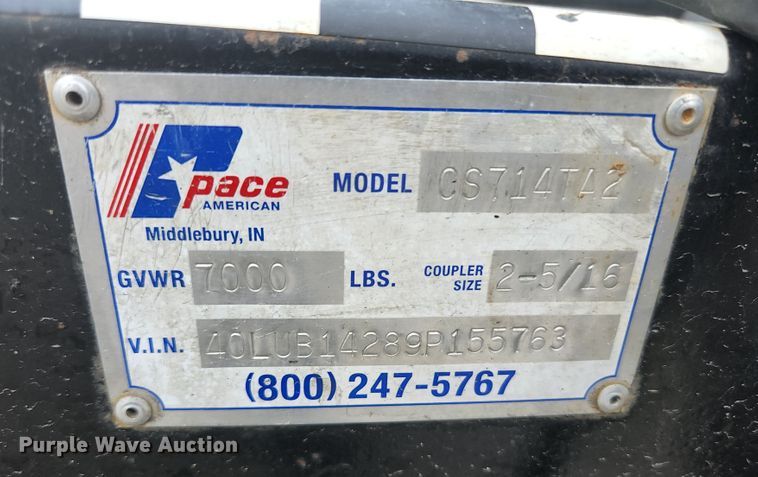 pace
AMERICAN
Middlebury, IN
MODEL CS714TA2
GVWR 7000 LBS.
COUPLER SIZE 2-5/16
V.I.N. 40LUB14289P155763
(800) 247-5767
Purple Wave Auction